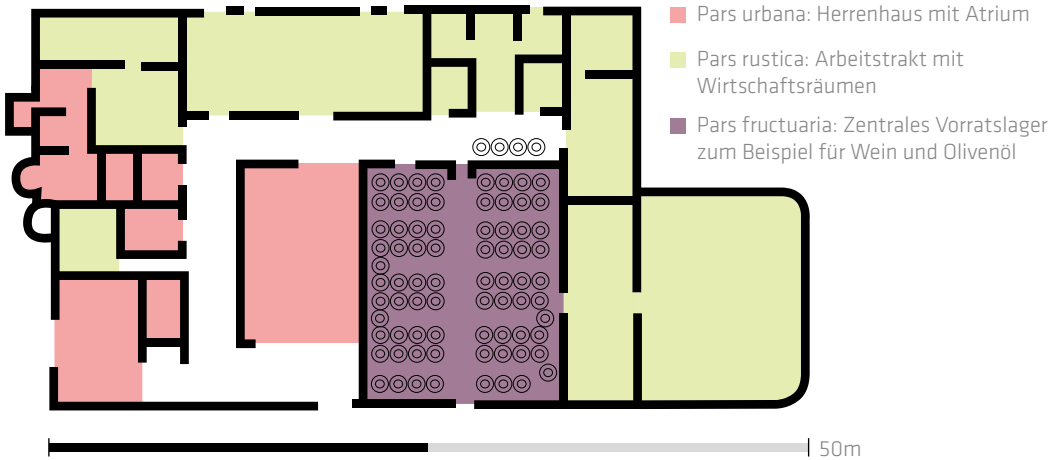 Pars urbana: Herrenhaus mit Atrium
Pars rustica: Arbeitstrakt mit
Wirtschaftsräumen
Pars fructuaria: Zentrales Vorratslager
zum Beispiel für Wein und Olivenöl
50m